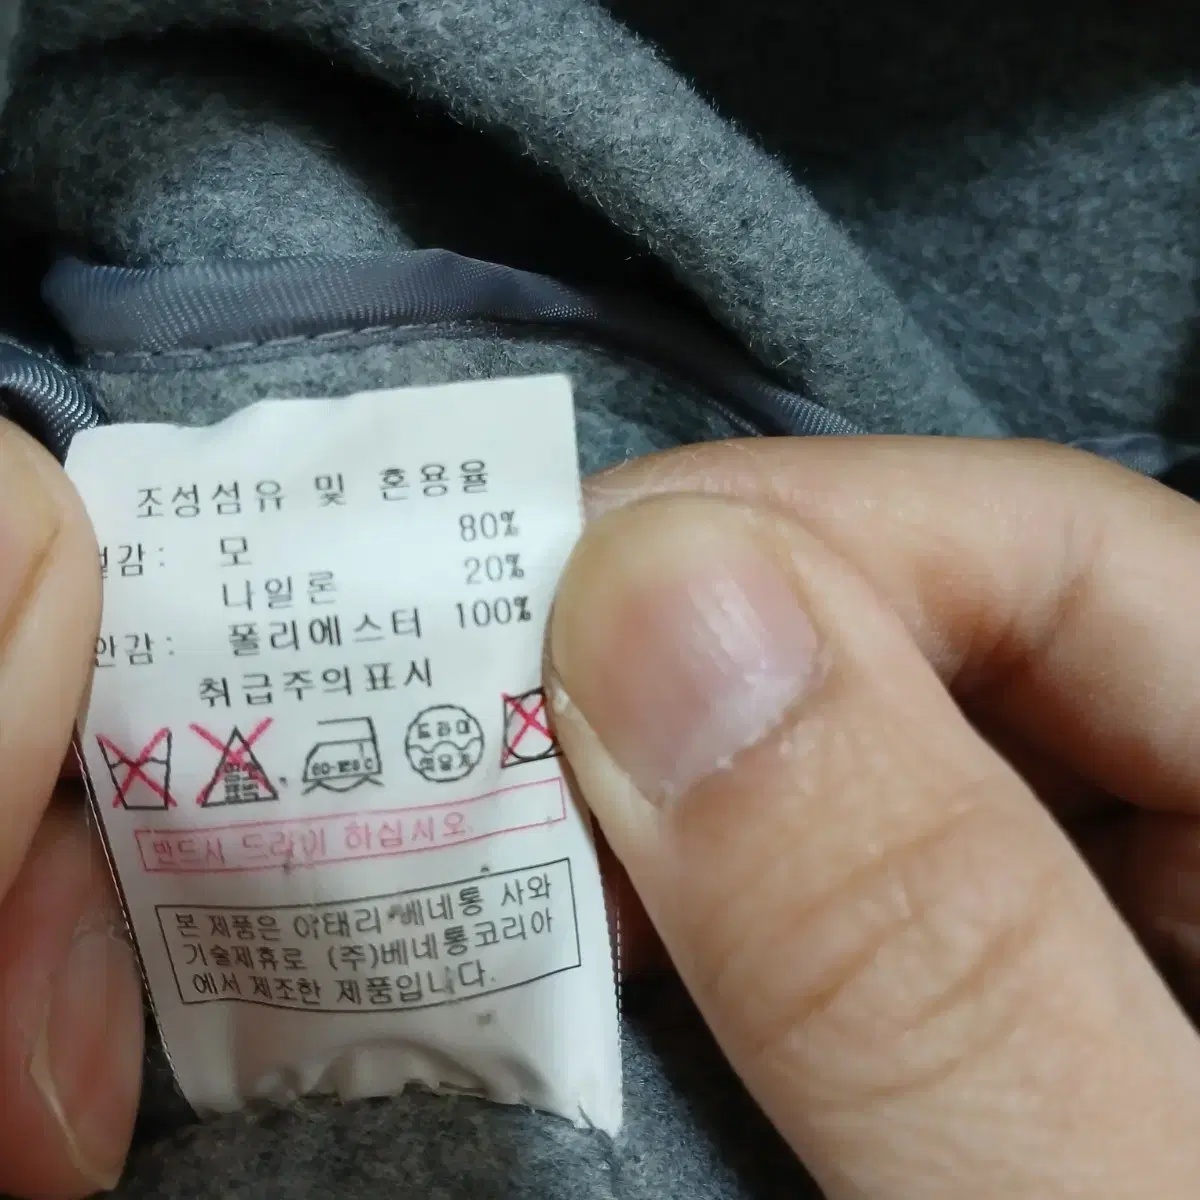 조성섬유 및 혼용율
겉감: 모 80%
나일론 20%
안감: 폴리에스터 100%
취급주의표시
드라이
석유계
반드시 드라이 하십시오.
본 제품은 이태리 베네통 사와
기술제휴로 (주)베네통코리아
에서 제조한 제품입니다.